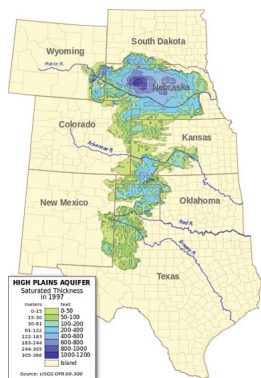 South Dakota
Wyoming
Platte R.
Nebraska
Colorado
Kansas
Arkansas R.
Oklahoma
New Mexico
Red R.
Texas
HIGH PLAINS AQUIFER
Saturated Thickness
in 1997
meters feet
0-15 0-50
15-30 50-100
30-61 100-200
61-122 200-400
122-183 400-600
183-244 600-800
244-305 800-1000
305-366 1000-1200
Island
Source: USGS OFR 00-300